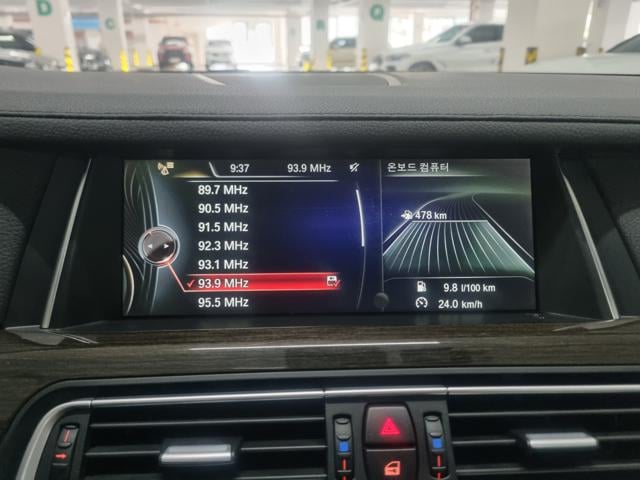 D
D
Q
9:37
93.9 MHz
온보드 컴퓨터
89.7 MHz
90.5 MHz
91.5 MHz
92.3 MHz
93.1 MHz
93.9 MHz
95.5 MHz
478 km
9.8 l/100 km
24.0 km/h